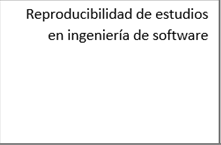 Reproducibilidad de estudios
en ingeniería de software